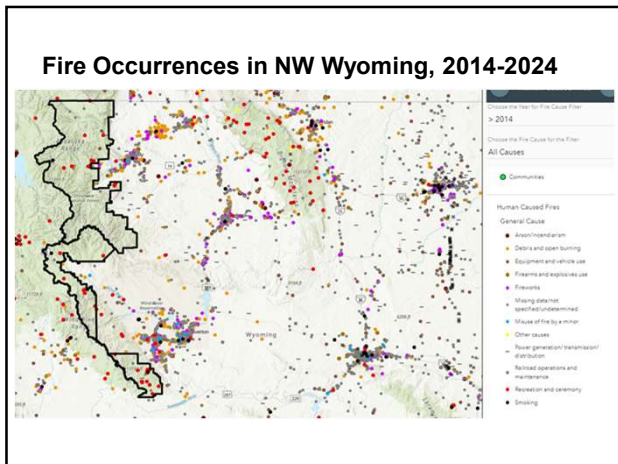 Fire Occurrences in NW Wyoming, 2014-2024
Choose the Year for Fire Cause Filter
> 2014
Choose the Fire Cause for the Filter
All Causes
Communities
Human Caused Fires
General Cause
Arson/incendiarism
Debris and open burning
Equipment and vehicle use
Firearms and explosives use
Fireworks
Missing data/not
specified/undetermined
Misuse of fire by a minor
Other causes
Power generation/transmission/
distribution
Railroad operations and
maintenance
Recreation and ceremony
Smoking
Wyoming